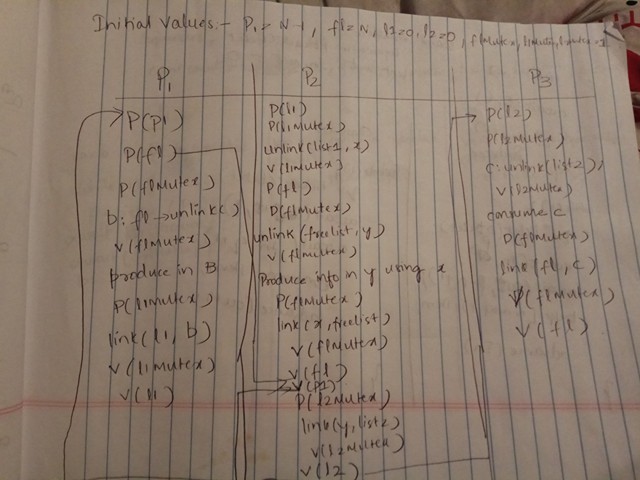 Initial values:- P1 = N-1, fl=N, l1=0, l2=0, flmutex, l1mutex, l2mutex=1
P1
P(P1)
P(fl)
P(flmutex)
b: fl → unlink()
V(flmutex)
produce in B
P(l1mutex)
link(l1, b)
V(l1mutex)
V(l1)
P2
P(l1)
P(l1mutex)
unlink(list1, x)
V(l1mutex)
P(fl)
P(flmutex)
unlink(freelist, y)
V(flmutex)
Produce info in y using x
P(flmutex)
link(x, freelist)
V(flmutex)
V(fl)
V(P1)
P(l2mutex)
link(y, list2)
V(l2mutex)
V(l2)
P3
P(l2)
P(l2mutex)
C: unlink(list2);
V(l2mutex)
consume c
P(flmutex)
link(fl, c)
V(flmutex)
V(fl)